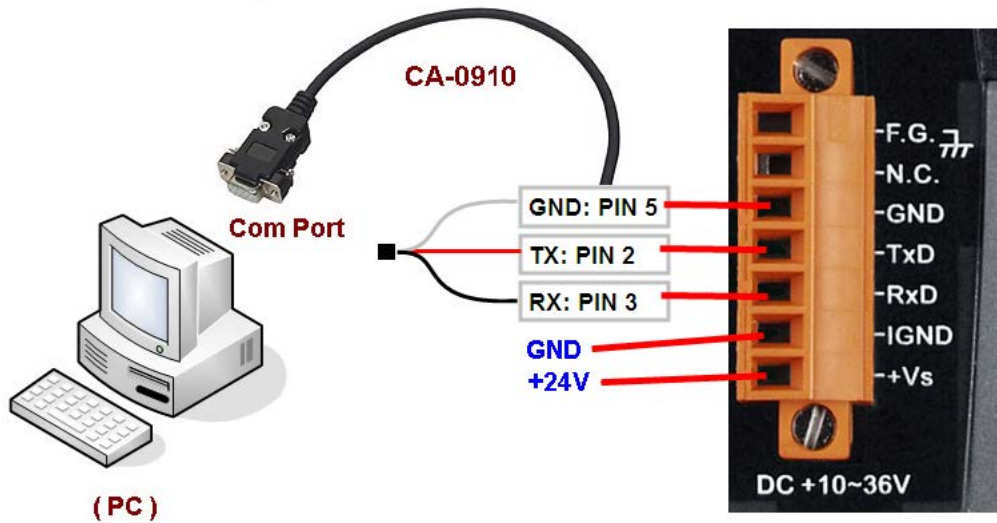 CA-0910
Com Port
GND: PIN 5
TX: PIN 2
RX: PIN 3
GND
+24V
F.G.
N.C.
GND
TxD
RxD
IGND
+Vs
DC +10~36V
( PC )